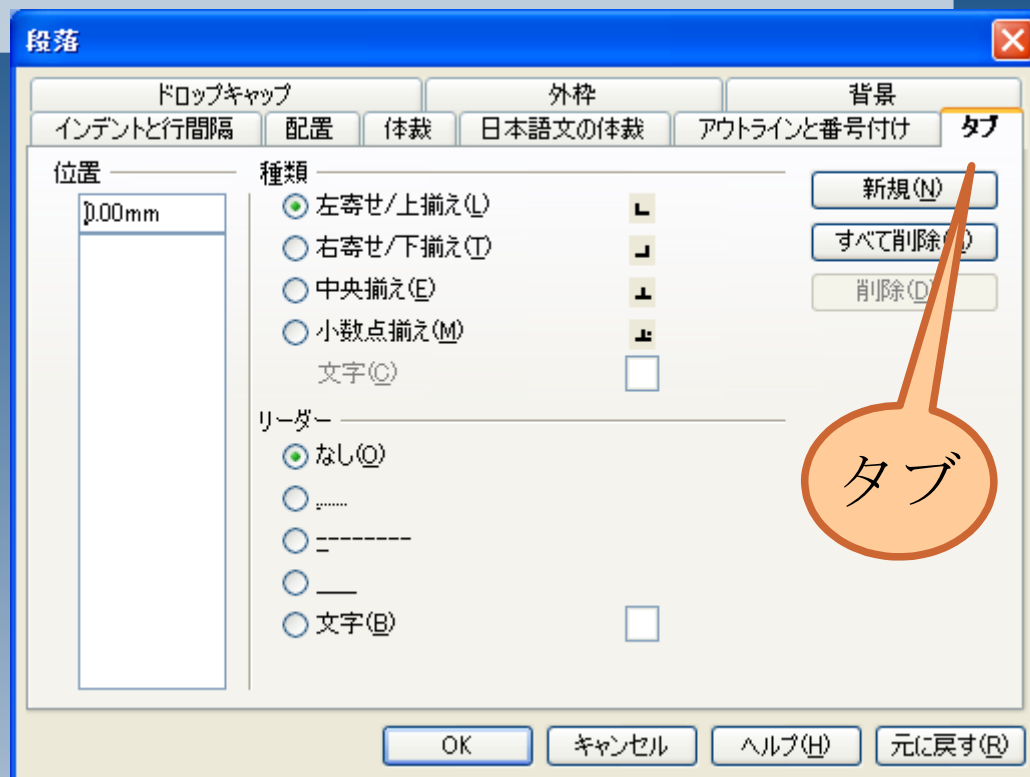 段落
ドロップキャップ 外枠 背景
インデントと行間隔 配置 体裁 日本語文の体裁 アウトラインと番号付け タブ
位置
0.00mm
種類
左寄せ/上揃え(L)
右寄せ/下揃え(T)
中央揃え(E)
小数点揃え(M)
文字(C)
リーダー
なし(O)
文字(B)
新規(N)
すべて削除
削除(D
タブ
OK キャンセル ヘルプ(H) 元に戻す(R)